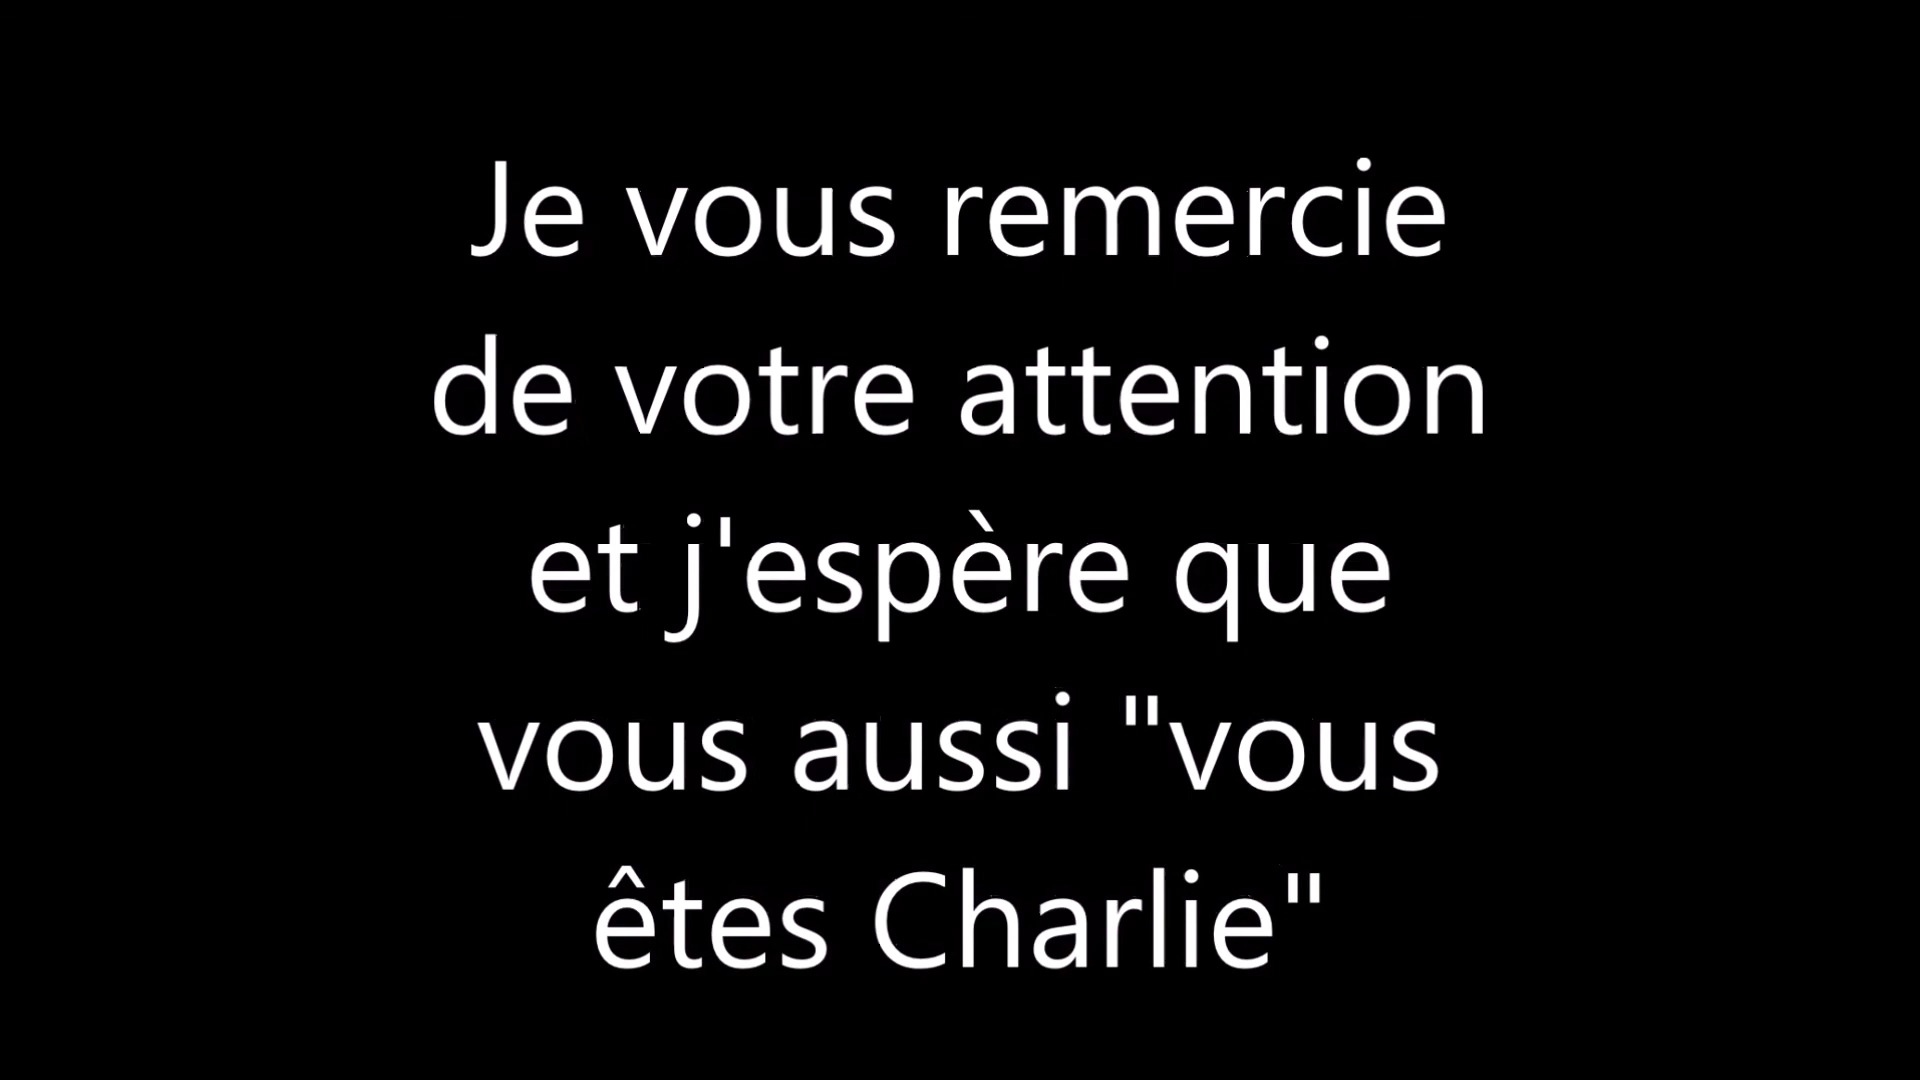 Je vous remercie
de votre attention
et j'espère que
vous aussi "vous
êtes Charlie"